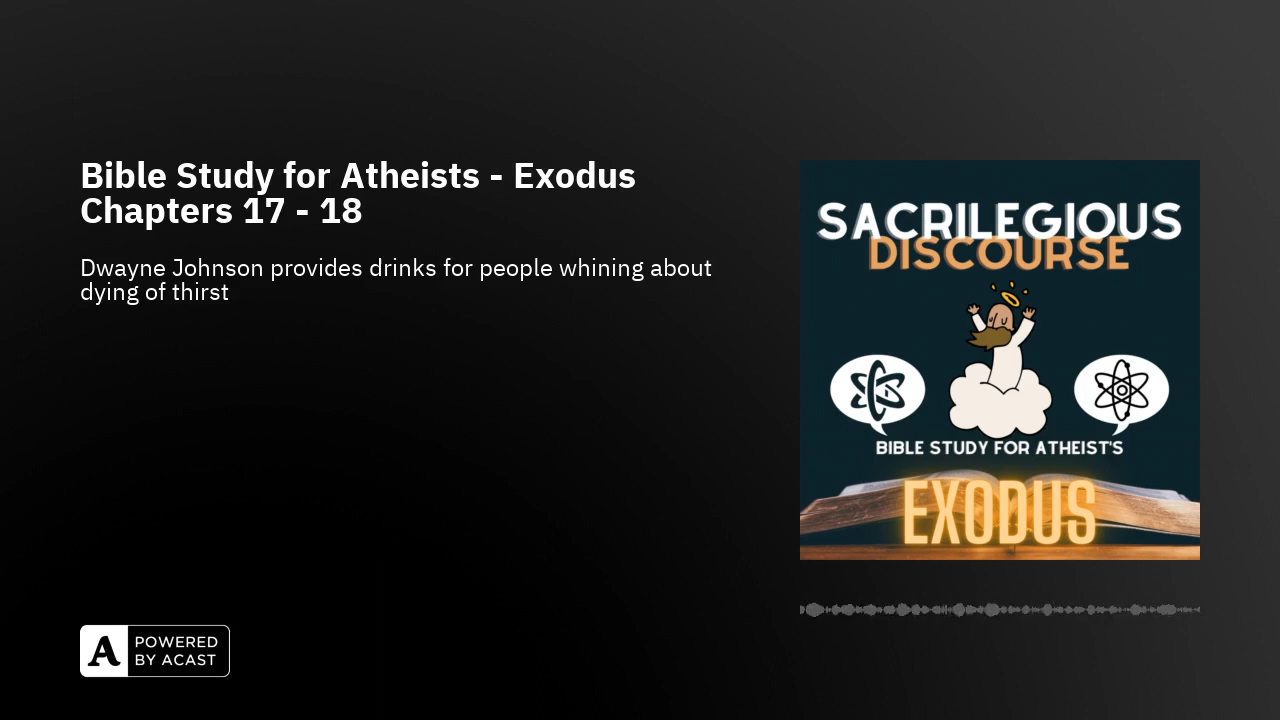 Bible Study for Atheists - Exodus
Chapters 17 - 18
Dwayne Johnson provides drinks for people whining about
dying of thirst
SACRILEGIOUS
DISCOURSE
BIBLE STUDY FOR ATHEIST'S
EXODUS
A POWERED
BY ACAST